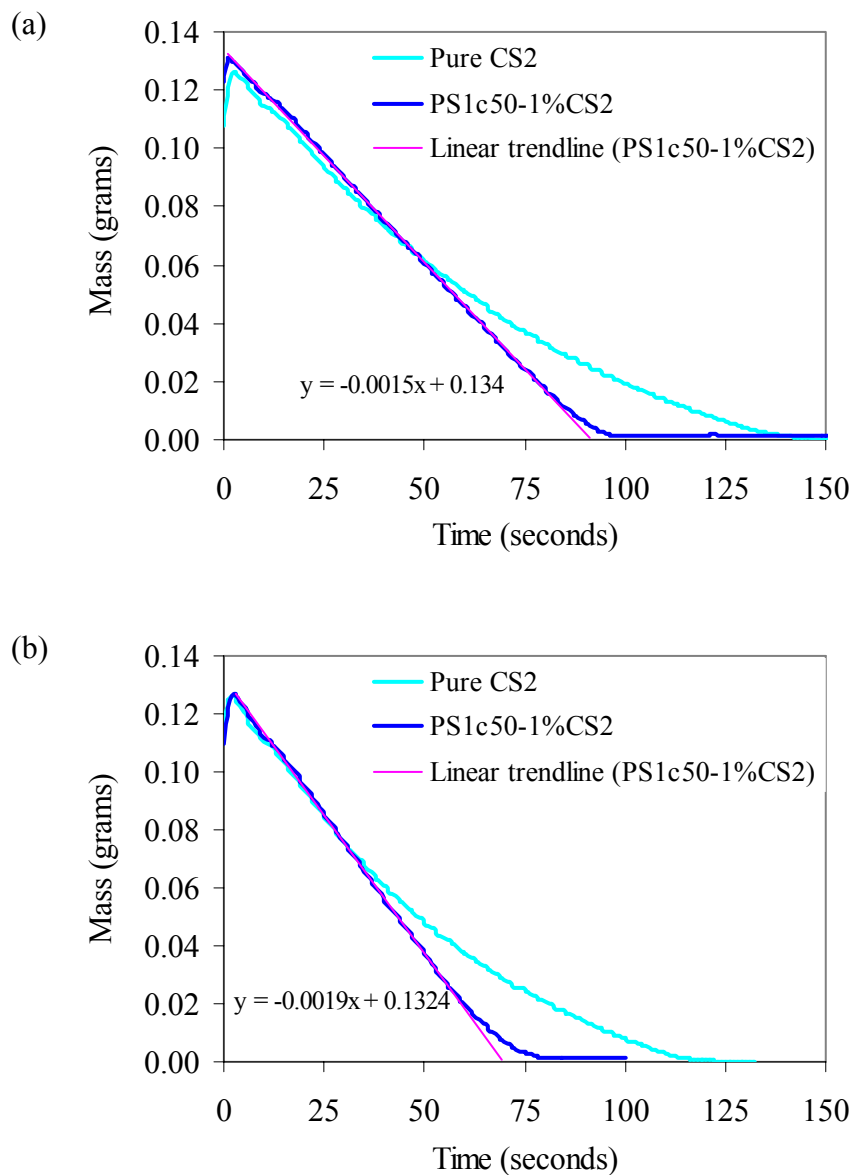 (a)
0.14
0.12
0.10
0.08
0.06
0.04
0.02
0.00
Mass (grams)
Pure CS2
PS1c50-1%CS2
Linear trendline (PS1c50-1%CS2)
y = -0.0015x + 0.134
0 25 50 75 100 125 150
Time (seconds)
(b)
0.14
0.12
0.10
0.08
0.06
0.04
0.02
0.00
Mass (grams)
Pure CS2
PS1c50-1%CS2
Linear trendline (PS1c50-1%CS2)
y = -0.0019x + 0.1324
0 25 50 75 100 125 150
Time (seconds)